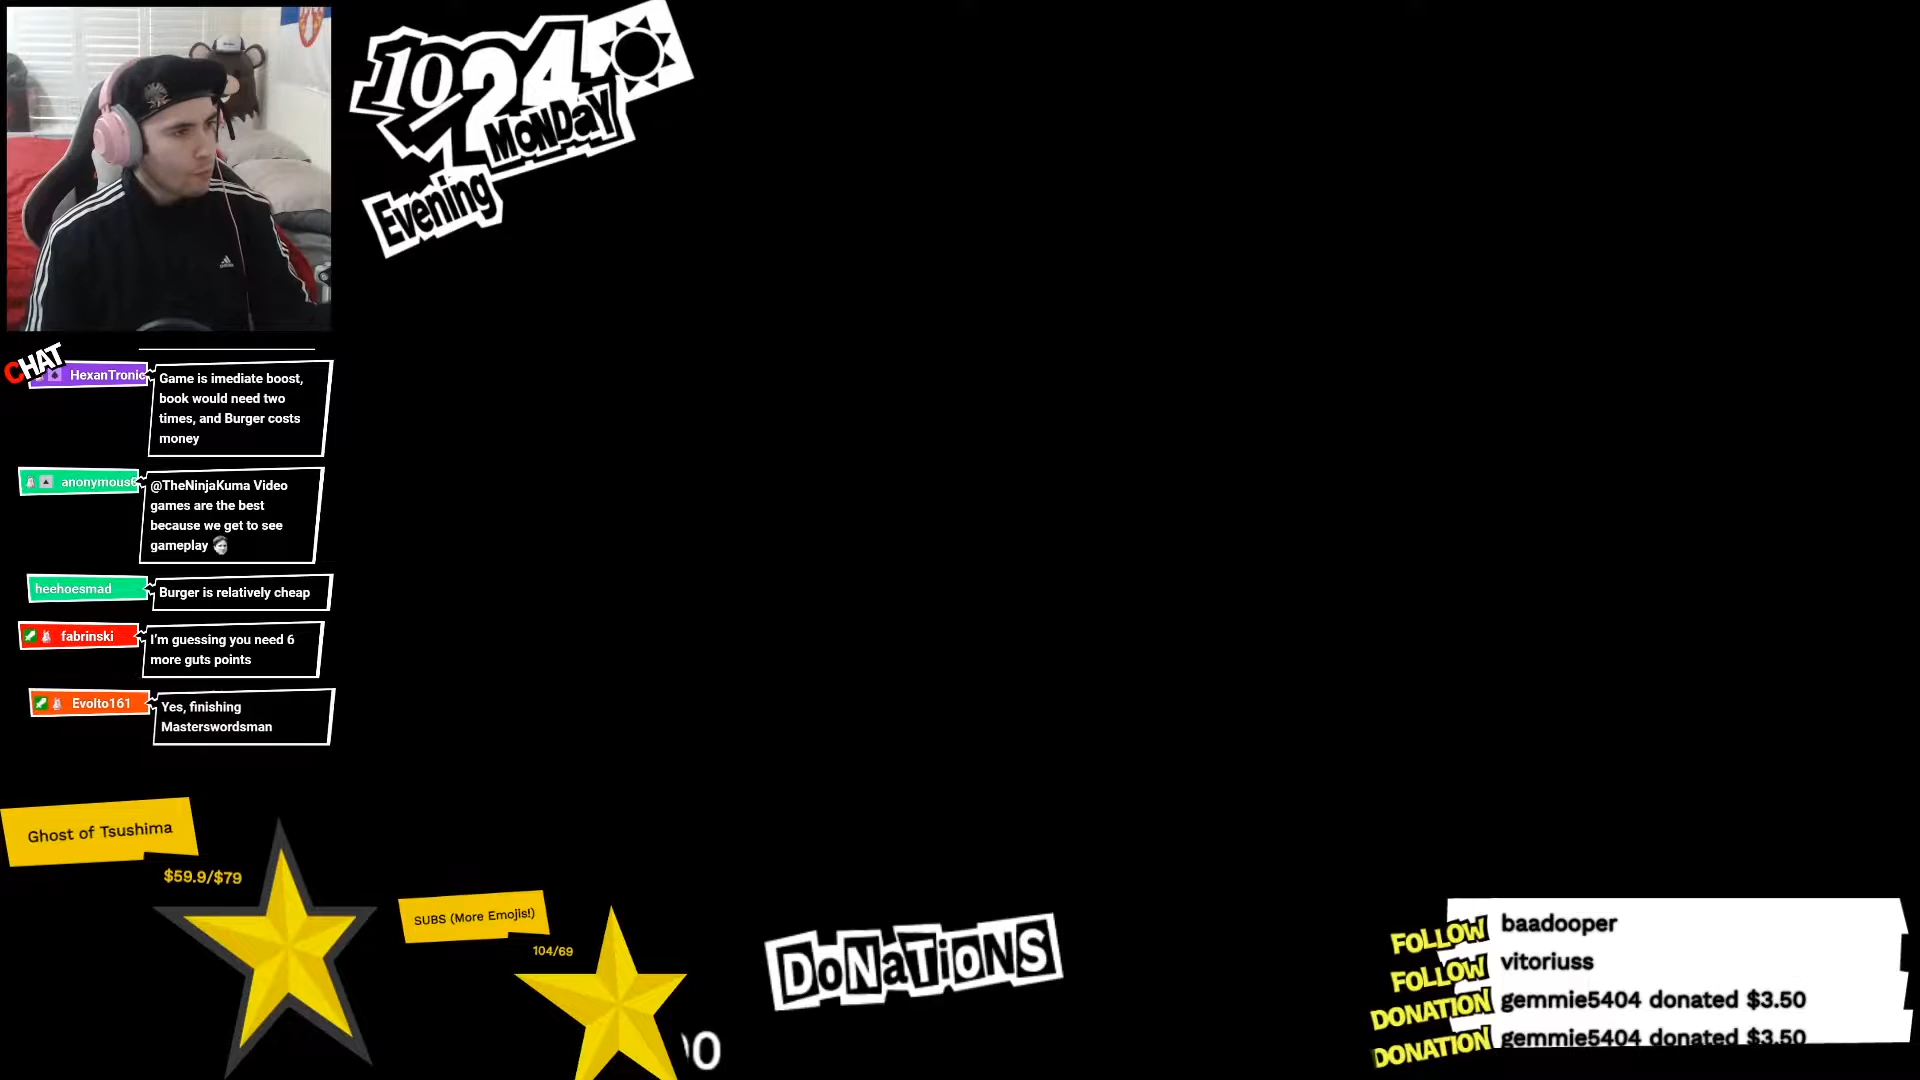 10/24
MONDAY
Evening
CHAT
HexanTronic
Game is imediate boost,
book would need two
times, and Burger costs
money
anonymous
@TheNinjaKuma Video
games are the best
because we get to see
gameplay
heehoesmad
Burger is relatively cheap
fabrinski
I'm guessing you need 6
more guts points
Evolto161
Yes, finishing
Masterswordsman
Ghost of Tsushima
$59.9/$79
SUBS (More Emojis!)
104/69
DoNaTiONS
FOLLOW baadooper
FOLLOW vitoriuss
DONATION gemmie5404 donated $3.50
DONATION gemmie5404 donated $3.50